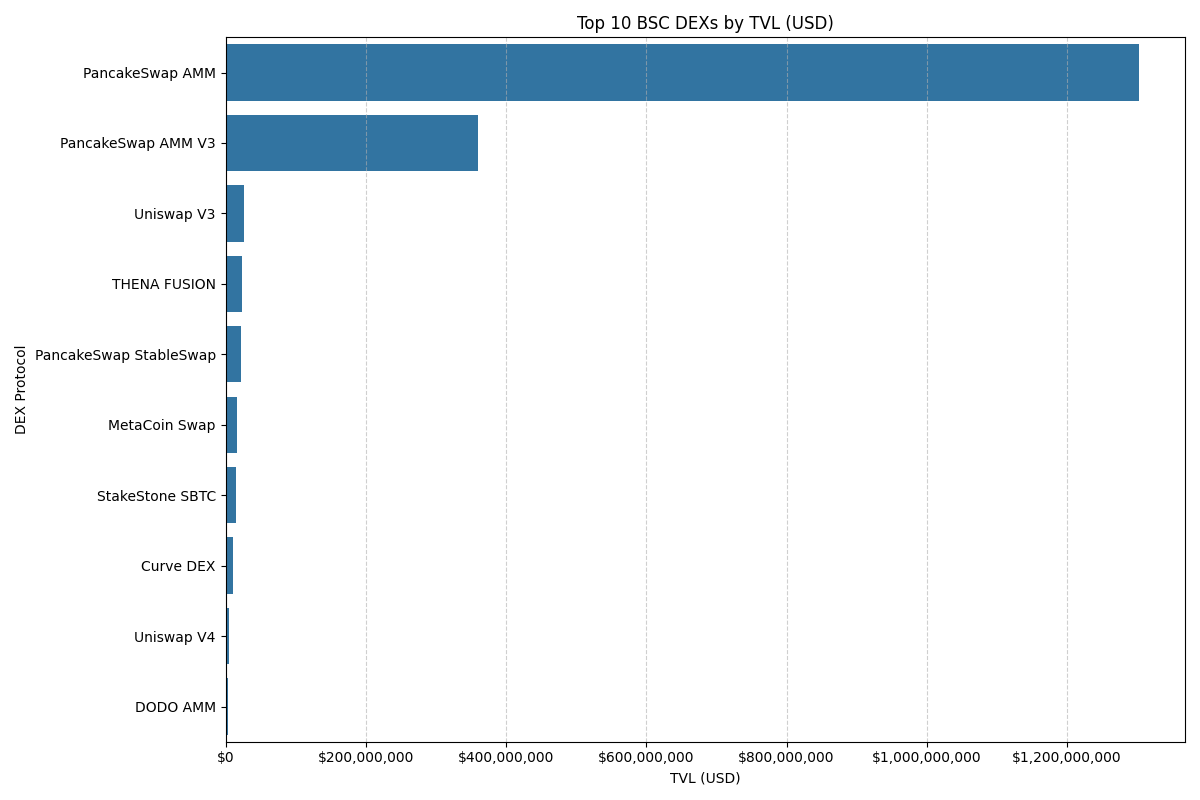 Top 10 BSC DEXs by TVL (USD)
DEX Protocol
PancakeSwap AMM
PancakeSwap AMM V3
Uniswap V3
THENA FUSION
PancakeSwap StableSwap
MetaCoin Swap
StakeStone SBTC
Curve DEX
Uniswap V4
DODO AMM
$0 $200,000,000 $400,000,000 $600,000,000 $800,000,000 $1,000,000,000 $1,200,000,000
TVL (USD)